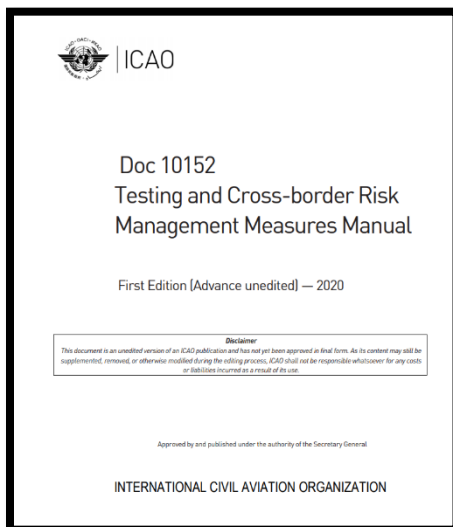 ICAO
Doc 10152
Testing and Cross-border Risk
Management Measures Manual
First Edition (Advance unedited) — 2020
Disclaimer
This document is an unedited version of an ICAO publication and has not yet been approved in final form. As its content may still be
supplemented, removed, or otherwise modified during the editing process, ICAO shall not be responsible whatsoever for any costs
or liabilities incurred as a result of its use.
Approved by and published under the authority of the Secretary General
INTERNATIONAL CIVIL AVIATION ORGANIZATION